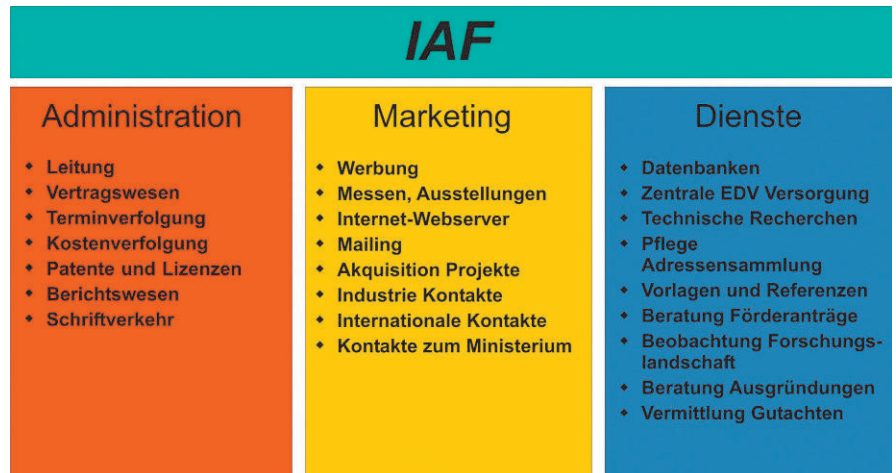 IAF
Administration
Leitung
Vertragswesen
Terminverfolgung
Kostenverfolgung
Patente und Lizenzen
Berichtswesen
Schriftverkehr
Marketing
Werbung
Messen, Ausstellungen
Internet-Webserver
Mailing
Akquisition Projekte
Industrie Kontakte
Internationale Kontakte
Kontakte zum Ministerium
Dienste
Datenbanken
Zentrale EDV Versorgung
Technische Recherchen
Pflege
Adressensammlung
Vorlagen und Referenzen
Beratung Förderanträge
Beobachtung Forschungs-
landschaft
Beratung Ausgründungen
Vermittlung Gutachten